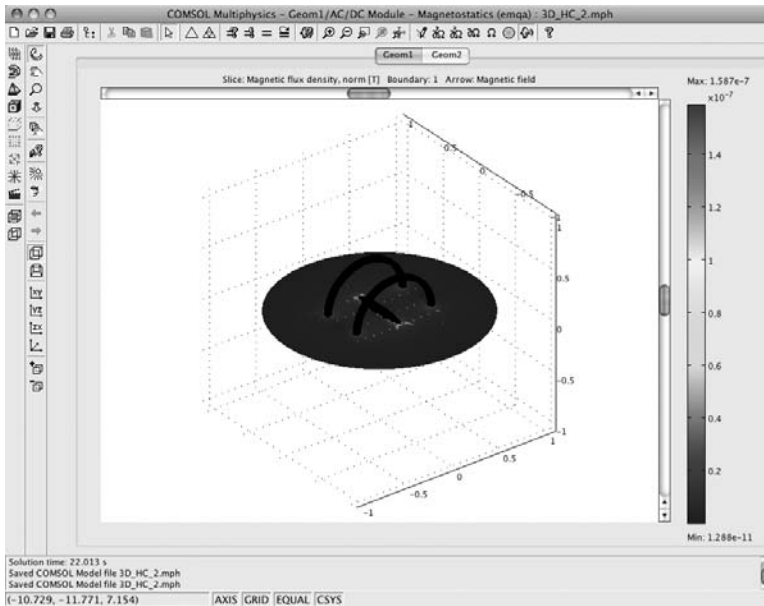 COMSOL Multiphysics - Geom1/AC/DC Module - Magnetostatics (emqa) : 3D_HC_2.mph
Geom1 Geom2
Slice: Magnetic flux density, norm [T] Boundary: 1 Arrow: Magnetic field
Max: 1.587e-7
×10⁻⁷
1.4
1.2
1
0.8
0.6
0.4
0.2
Min: 1.288e-11
1
0.5
0
-0.5
-1
1
0.5
0
-0.5
-1
1
0.5
0
-0.5
-1
Solution time: 22.013 s
Saved COMSOL Model file 3D_HC_2.mph
Saved COMSOL Model file 3D_HC_2.mph
(-10.729, -11.771, 7.154) AXIS GRID EQUAL CSYS